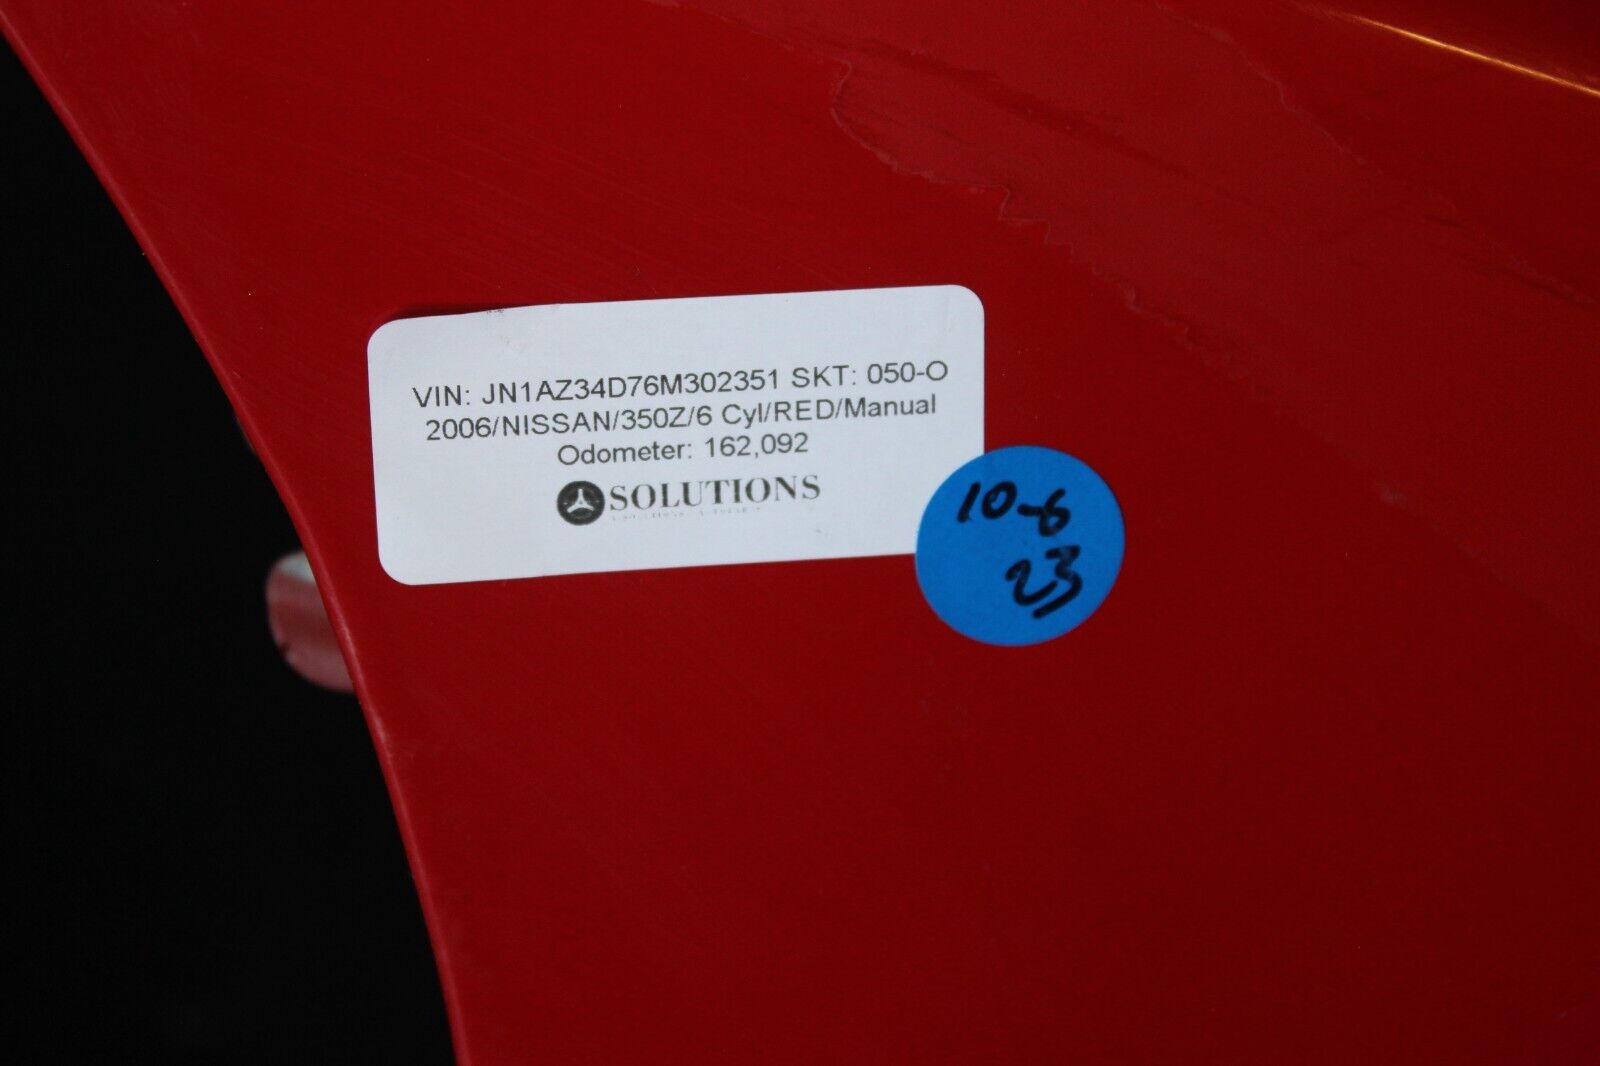 VIN: JN1AZ34D76M302351 SKT: 050-O
2006/NISSAN/350Z/6 Cyl/RED/Manual
Odometer: 162,092
SOLUTIONS
10-6
23